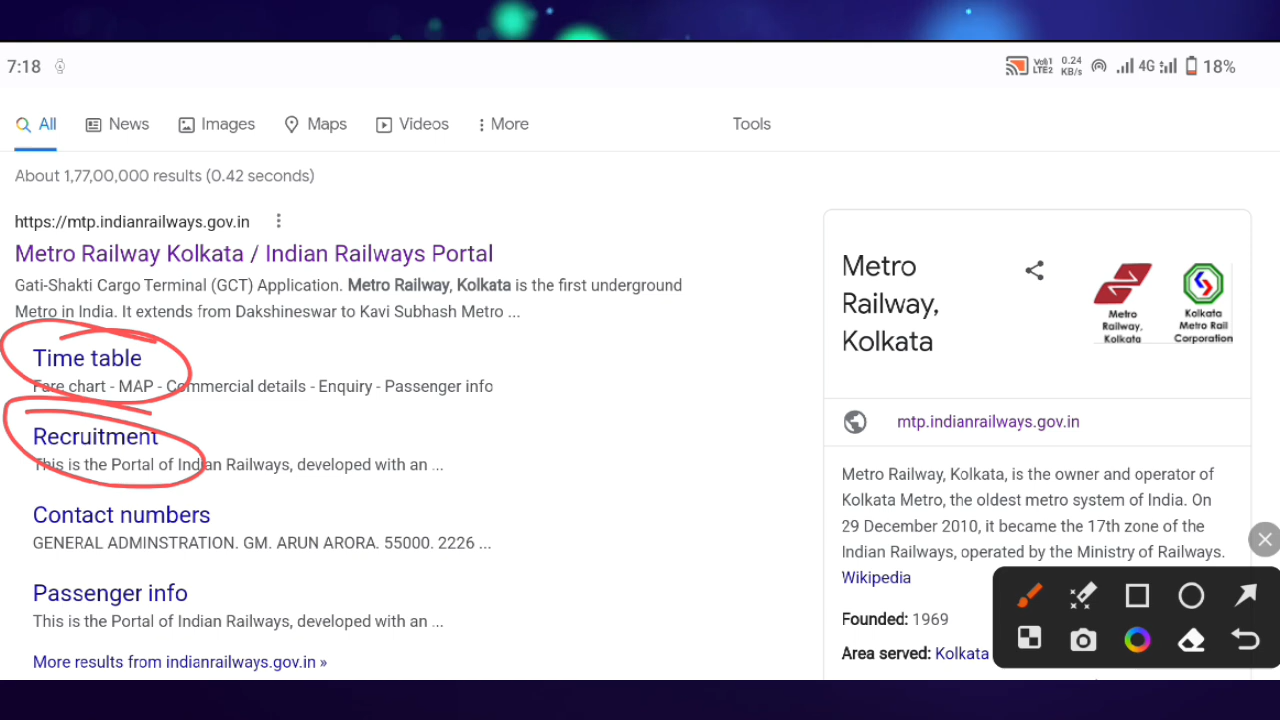 7:18
Vo)) 1
LTE2
0.24
KB/s
4G
18%
All
News
Images
Maps
Videos
More
Tools
About 1,77,00,000 results (0.42 seconds)
https://mtp.indianrailways.gov.in
Metro Railway Kolkata / Indian Railways Portal
Gati-Shakti Cargo Terminal (GCT) Application. Metro Railway, Kolkata is the first underground
Metro in India. It extends from Dakshineswar to Kavi Subhash Metro ...
Time table
Fare chart - MAP - Commercial details - Enquiry - Passenger info
Recruitment
This is the Portal of Indian Railways, developed with an ...
Contact numbers
GENERAL ADMINSTRATION. GM. ARUN ARORA. 55000. 2226 ...
Passenger info
This is the Portal of Indian Railways, developed with an ...
More results from indianrailways.gov.in »
Metro
Railway,
Kolkata
Metro
Railway,
Kolkata
Kolkata
Metro Rail
Corporation
mtp.indianrailways.gov.in
Metro Railway, Kolkata, is the owner and operator of
Kolkata Metro, the oldest metro system of India. On
29 December 2010, it became the 17th zone of the
Indian Railways, operated by the Ministry of Railways.
Wikipedia
Founded: 1969
Area served: Kolkata